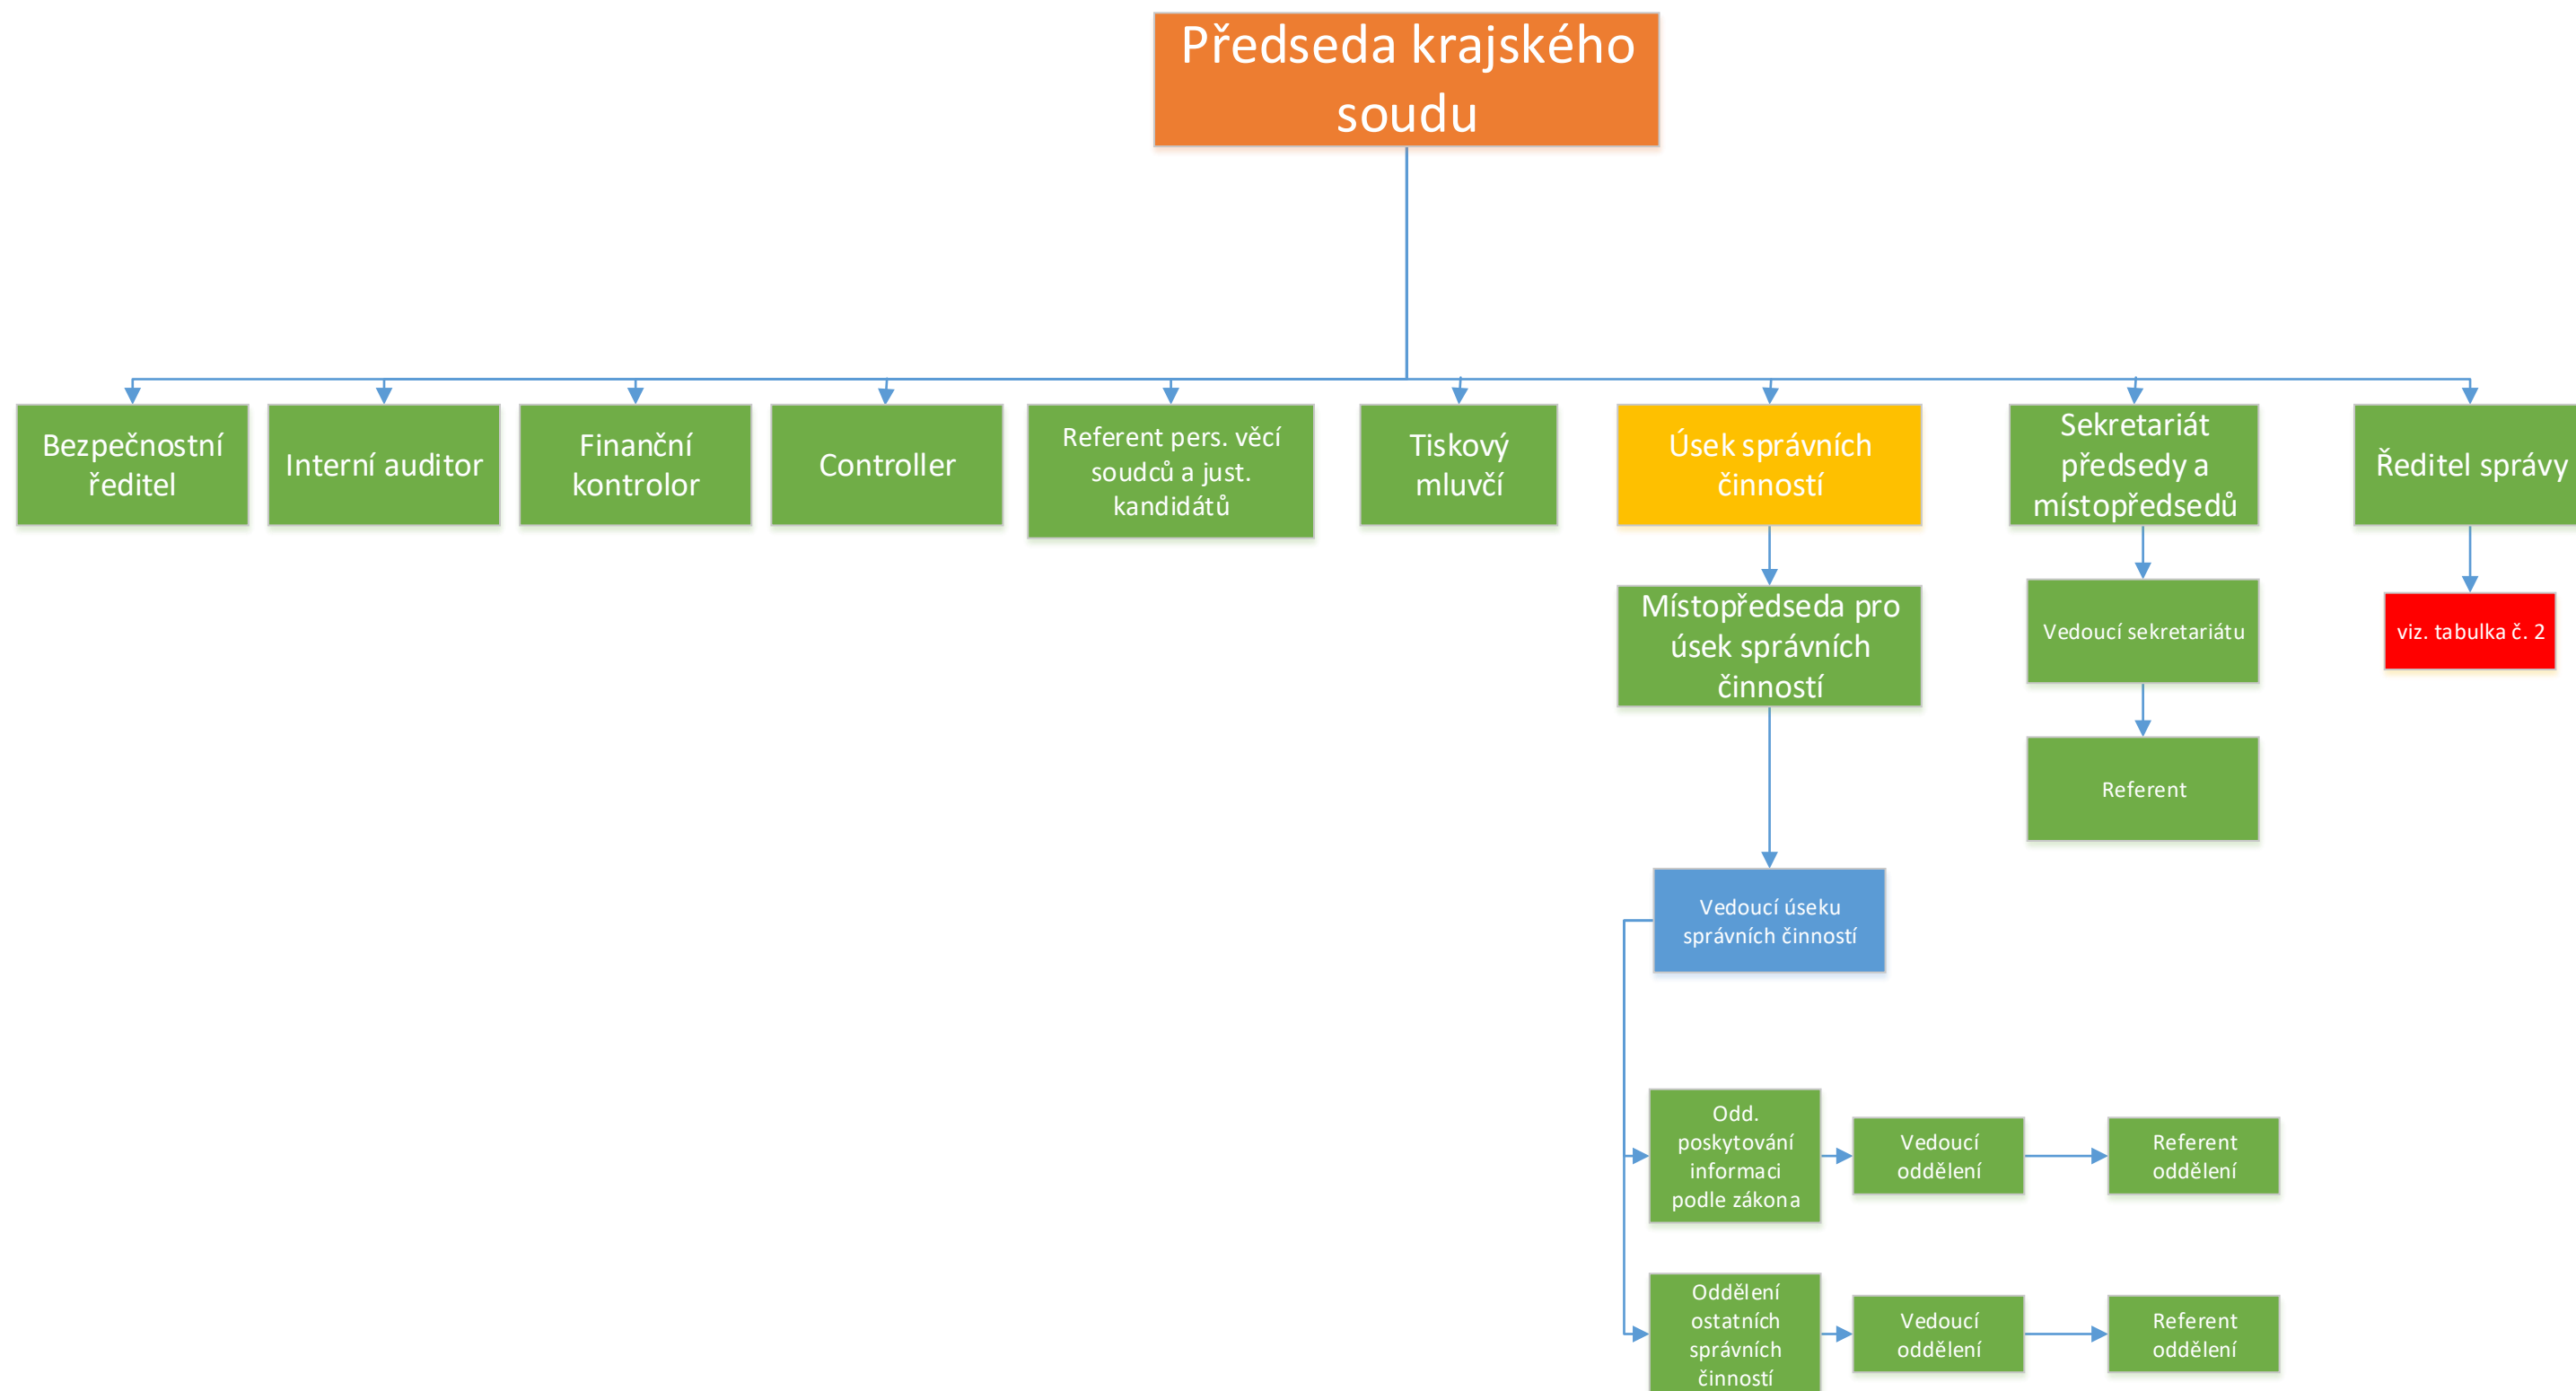 Předseda krajského
soudu
Bezpečnostní
ředitel
Interní auditor
Finanční
kontrolor
Controller
Referent pers. věcí
soudců a just.
kandidátů
Tiskový
mluvčí
Úsek správních
činností
Sekretariát
předsedy a
místopředsedů
Ředitel správy
Místopředseda pro
úsek správních
činností
Vedoucí sekretariátu
viz. tabulka č. 2
Referent
Vedoucí úseku
správních činností
Odd.
poskytování
informaci
podle zákona
Vedoucí
oddělení
Referent
oddělení
Oddělení
ostatních
správních
činností
Vedoucí
oddělení
Referent
oddělení